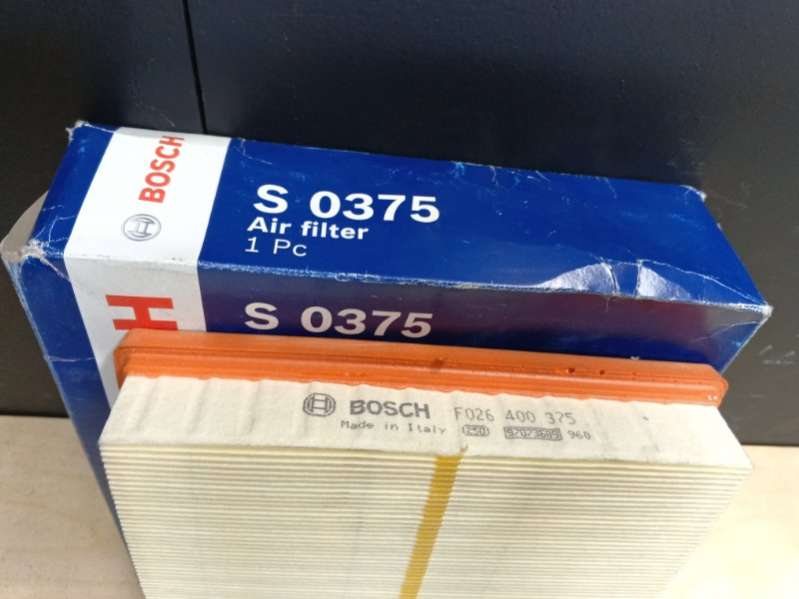 BOSCH
S 0375
Air filter
1 Pc
H
S 0375
BOSCH F026 400 375
Made in Italy 960